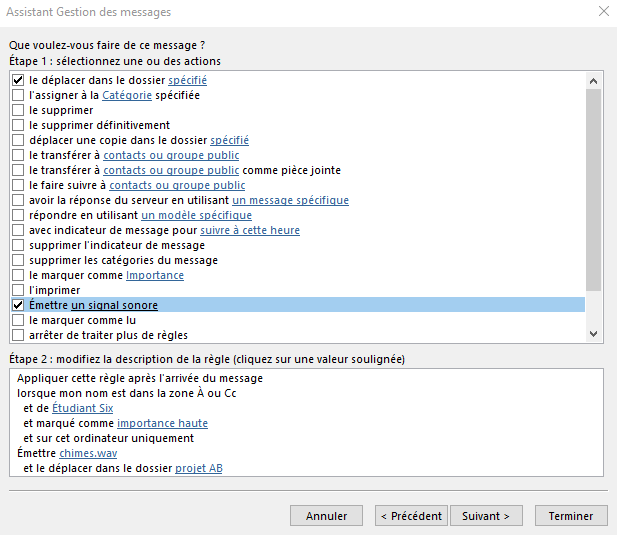 Assistant Gestion des messages
Que voulez-vous faire de ce message ?
Étape 1 : sélectionnez une ou des actions
le déplacer dans le dossier spécifié
l'assigner à la Catégorie spécifiée
le supprimer
le supprimer définitivement
déplacer une copie dans le dossier spécifié
le transférer à contacts ou groupe public
le transférer à contacts ou groupe public comme pièce jointe
le faire suivre à contacts ou groupe public
avoir la réponse du serveur en utilisant un message spécifique
répondre en utilisant un modèle spécifique
avec indicateur de message pour suivre à cette heure
supprimer l'indicateur de message
supprimer les catégories du message
le marquer comme Importance
l'imprimer
Émettre un signal sonore
le marquer comme lu
arrêter de traiter plus de règles
Étape 2 : modifiez la description de la règle (cliquez sur une valeur soulignée)
Appliquer cette règle après l'arrivée du message
lorsque mon nom est dans la zone À ou Cc
et de Étudiant Six
et marqué comme importance haute
et sur cet ordinateur uniquement
Émettre chimes.wav
et le déplacer dans le dossier projet AB
Annuler
< Précédent
Suivant >
Terminer